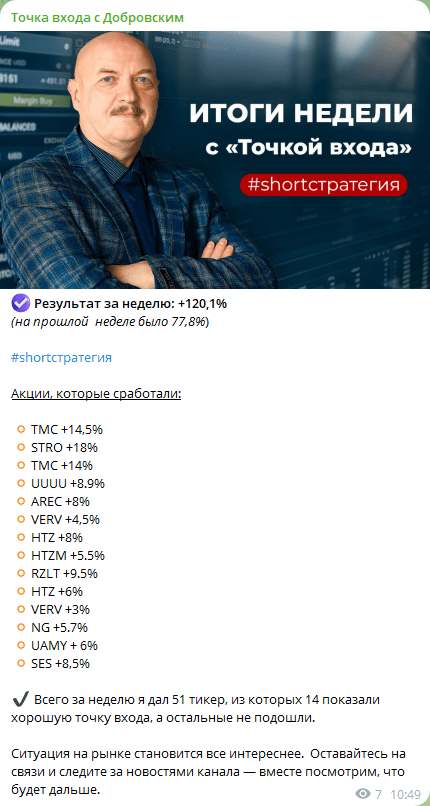 Точка входа с Добровским
Limit
Margin Buy
BALANCES
ИТОГИ НЕДЕЛИ
с «Точкой входа»
#shortстратегия
Результат за неделю: +120,1%
(на прошлой неделе было 77,8%)
#shortстратегия
Акции, которые сработали:
TMC +14,5%
STRO +18%
TMC +14%
UUUU +8.9%
AREC +8%
VERV +4,5%
HTZ +8%
HTZM +5.5%
RZLT +9.5%
HTZ +6%
VERV +3%
NG +5.7%
UAMY + 6%
SES +8,5%
Всего за неделю я дал 51 тикер, из которых 14 показали
хорошую точку входа, а остальные не подошли.
Ситуация на рынке становится все интереснее. Оставайтесь на
связи и следите за новостями канала — вместе посмотрим, что
будет дальше.
7 10:49